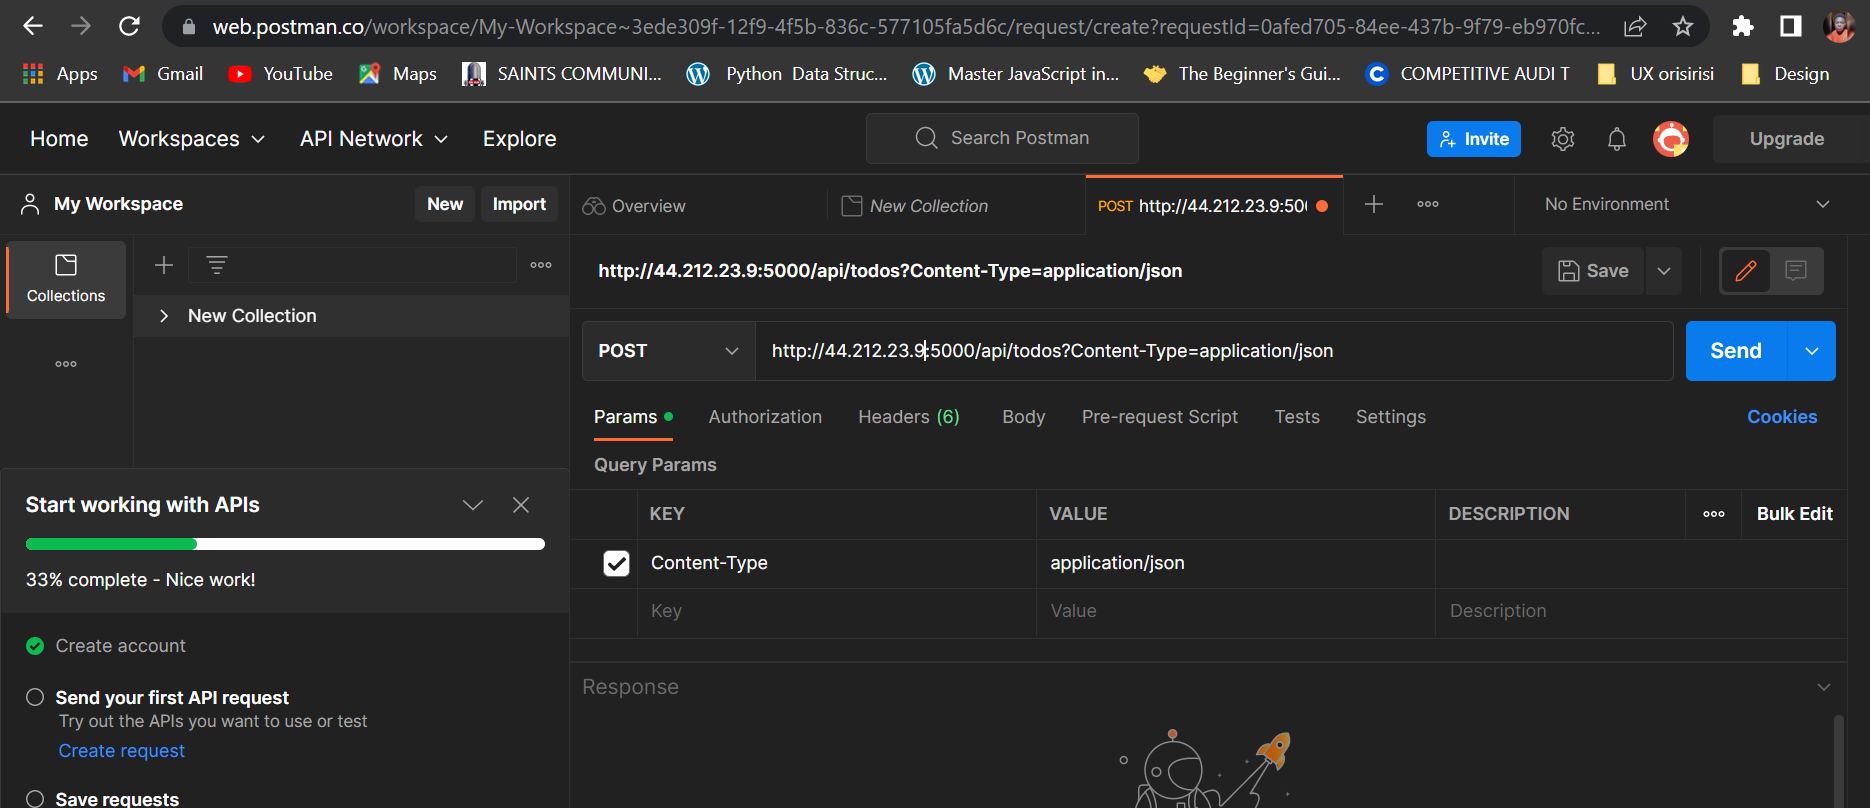 web.postman.co/workspace/My-Workspace~3ede309f-12f9-4f5b-836c-577105fa5d6c/request/create?requestId=0afed705-84ee-437b-9f79-eb970fc...
Apps Gmail YouTube Maps SAINTS COMMUNI... Python Data Struc... Master JavaScript in... The Beginner's Gui... COMPETITIVE AUDI T UX orisirisi Design
Home Workspaces API Network Explore Search Postman Invite Upgrade
My Workspace New Import Overview New Collection POST http://44.212.23.9:500 No Environment
Collections
New Collection
http://44.212.23.9:5000/api/todos?Content-Type=application/json Save
POST http://44.212.23.9:5000/api/todos?Content-Type=application/json Send
Params Authorization Headers (6) Body Pre-request Script Tests Settings Cookies
Query Params
KEY VALUE DESCRIPTION Bulk Edit
Content-Type application/json
Key Value Description
Response
Start working with APIs
33% complete - Nice work!
Create account
Send your first API request
Try out the APIs you want to use or test
Create request
Save requests